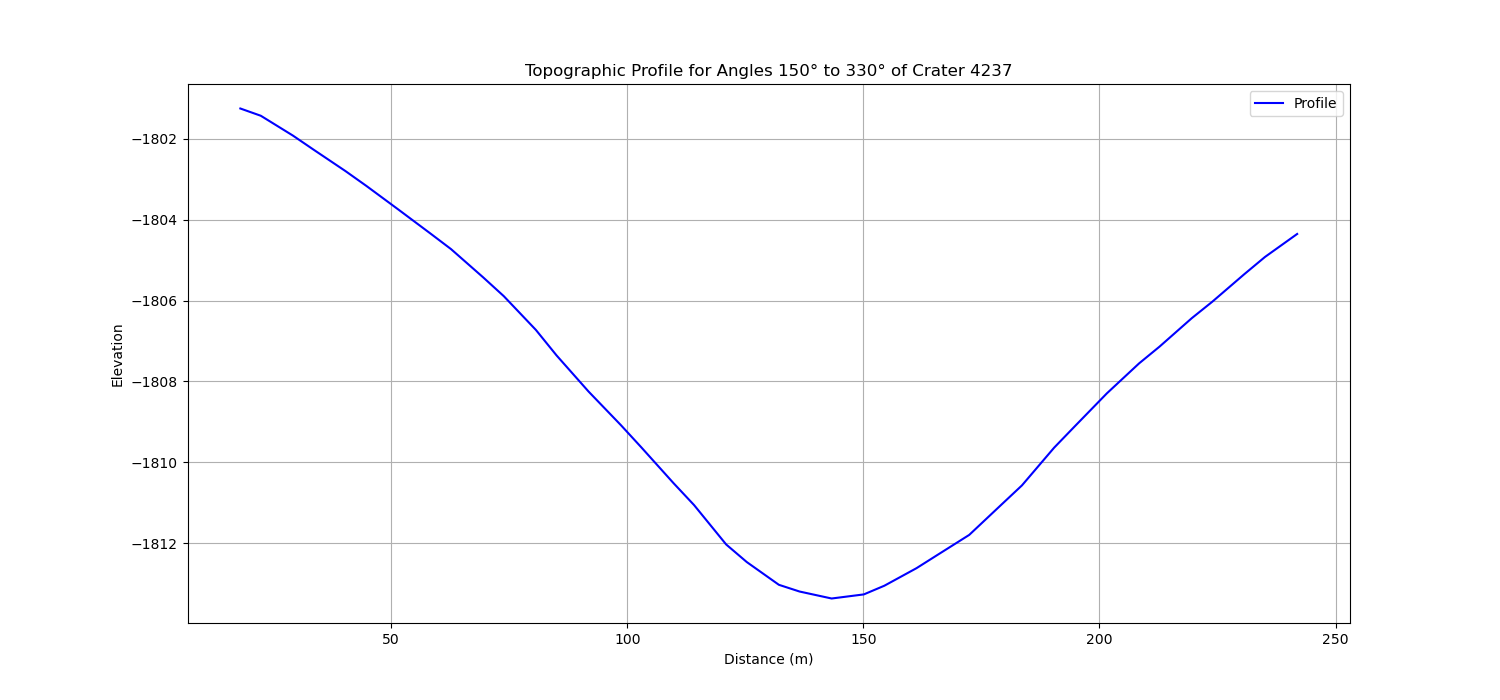 Topographic Profile for Angles 150° to 330° of Crater 4237
Profile
−1802
−1804
−1806
−1808
−1810
−1812
Elevation
50
100
150
200
250
Distance (m)